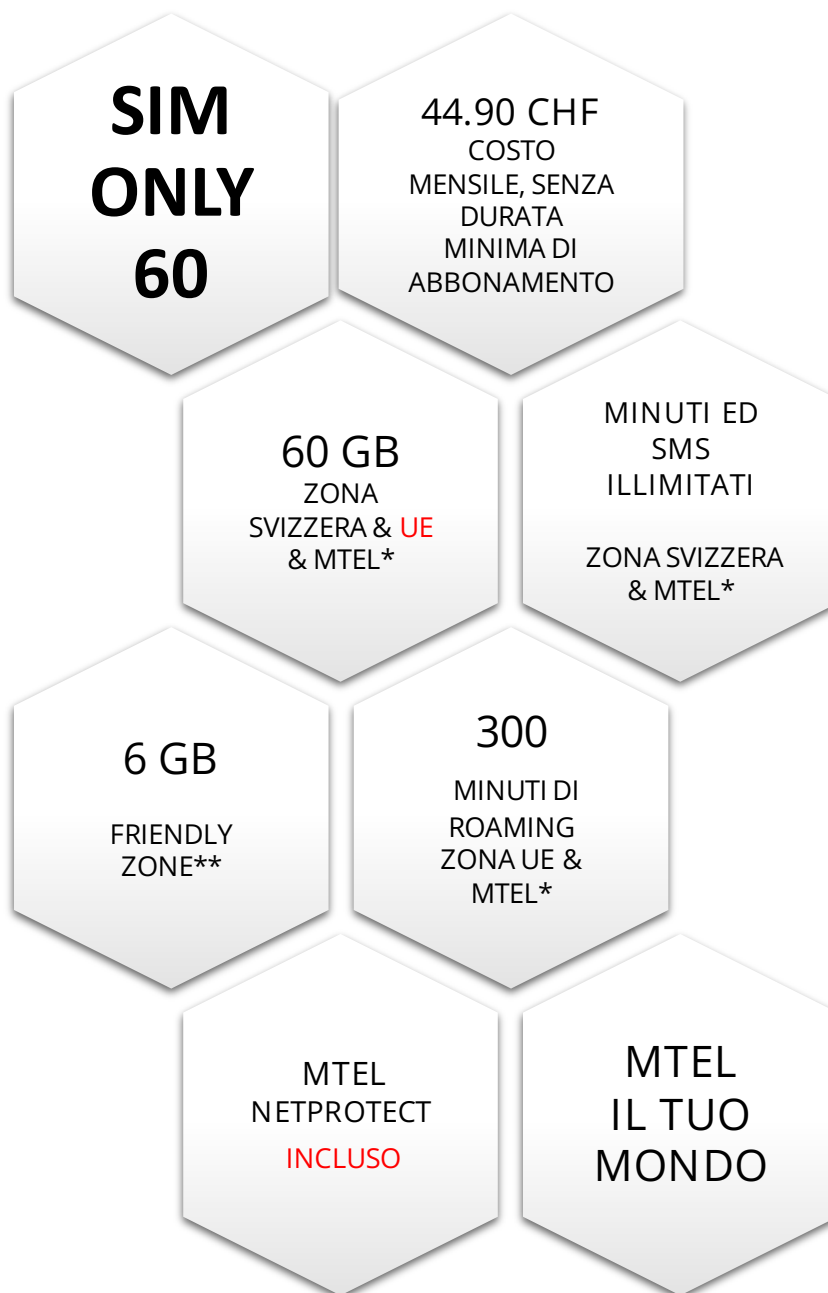 SIM
ONLY
60
44.90 CHF
COSTO
MENSILE, SENZA
DURATA
MINIMA DI
ABBONAMENTO
60 GB
ZONA
SVIZZERA & UE
& MTEL*
MINUTI ED
SMS
ILLIMITATI
ZONA SVIZZERA
& MTEL*
6 GB
FRIENDLY
ZONE**
300
MINUTI DI
ROAMING
ZONA UE &
MTEL*
MTEL
NETPROTECT
INCLUSO
MTEL
IL TUO
MONDO